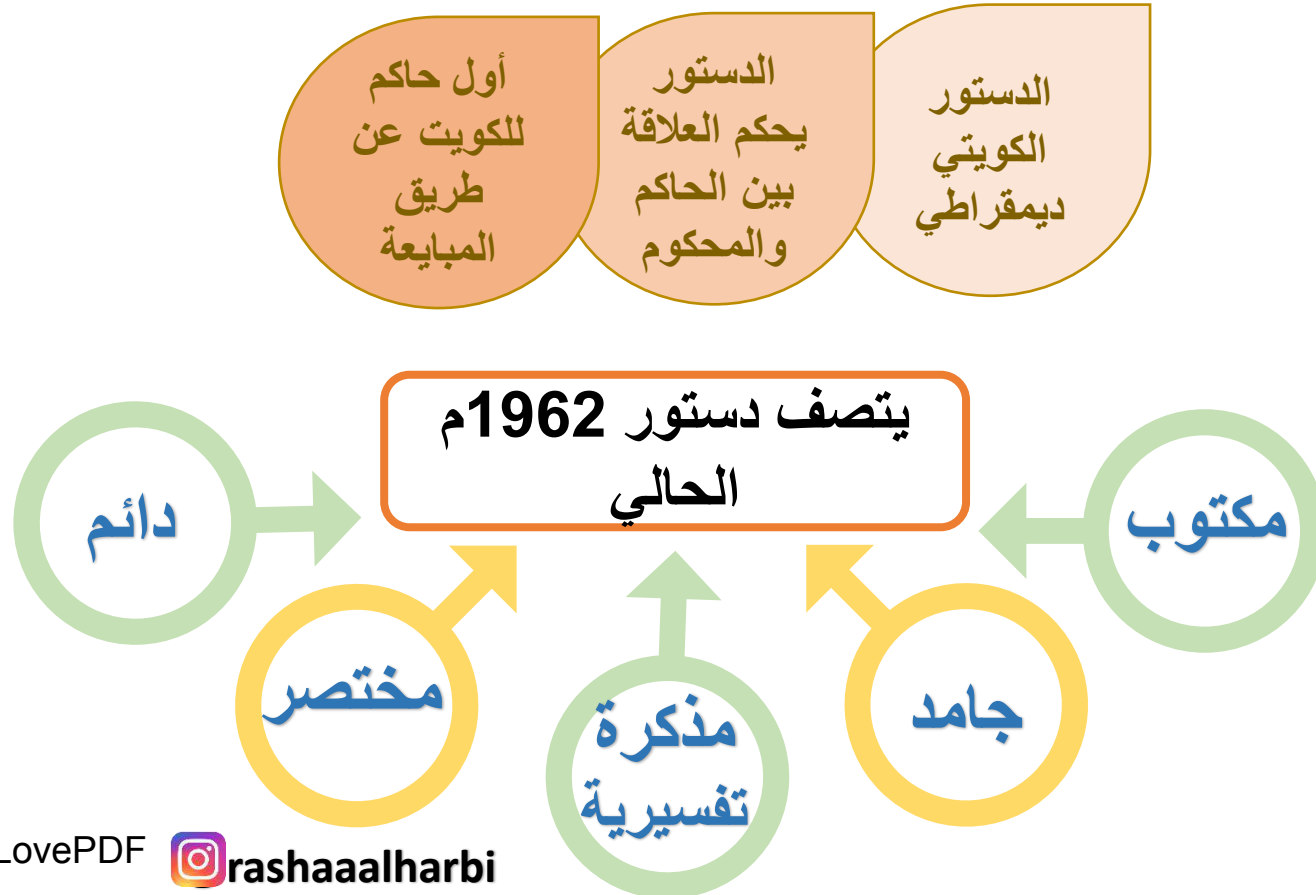 الدستور
الكويتي
ديمقراطي
الدستور
يحكم العلاقة
بين الحاكم
والمحكوم
أول حاكم
للكويت عن
طريق
المبايعة
يتصف دستور 1962م
الحالي
مكتوب
جامد
مذكرة
تفسيرية
مختصر
دائم
LovePDF
rashaaalharbi